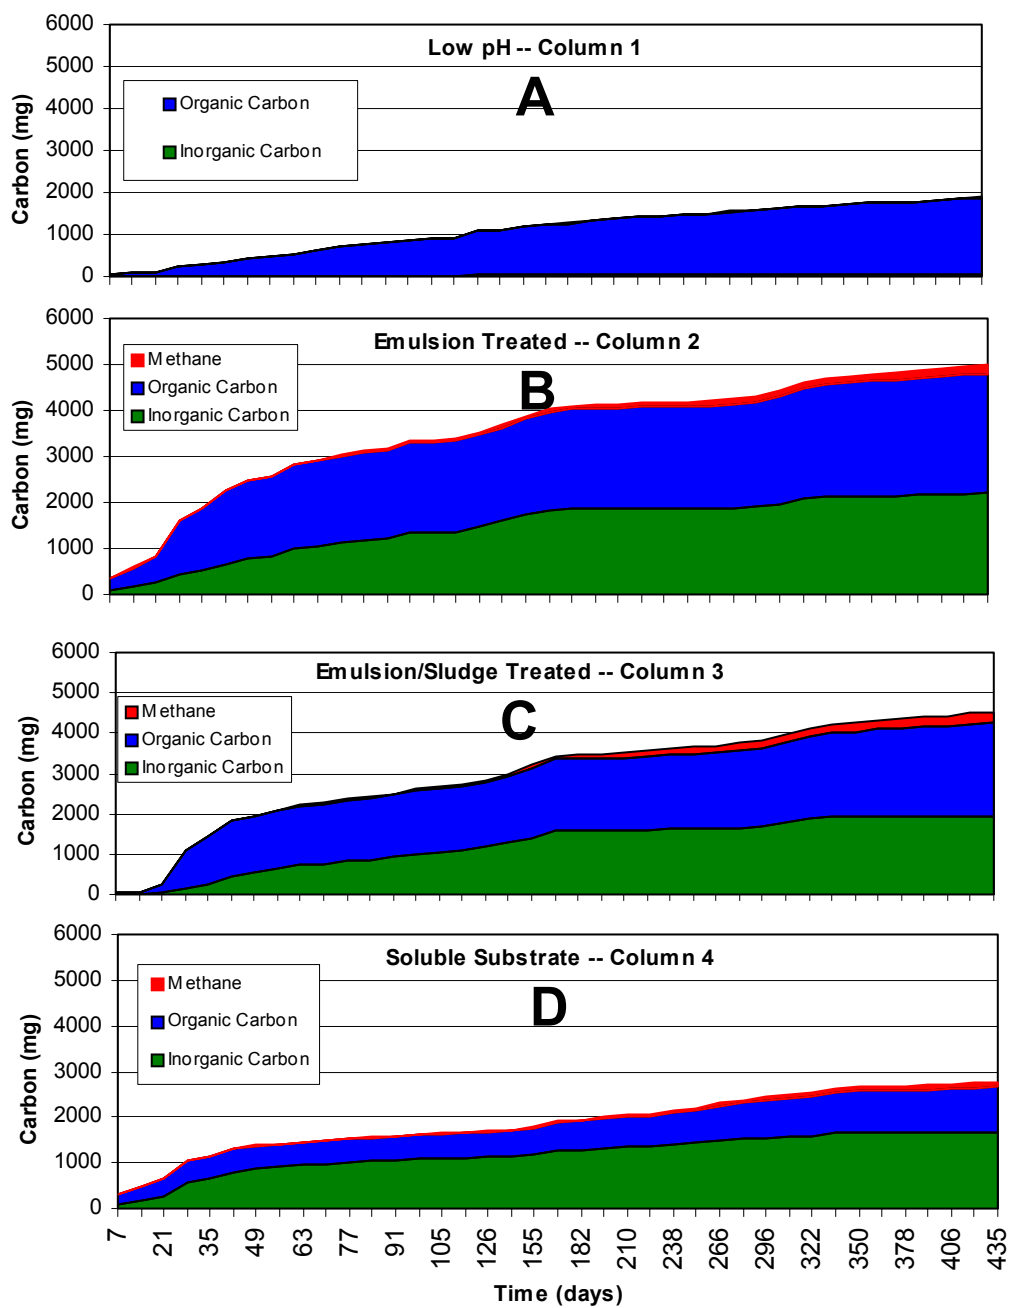 Low pH -- Column 1
A
Carbon (mg)
6000
5000
4000
3000
2000
1000
0
Organic Carbon
Inorganic Carbon
Emulsion Treated -- Column 2
B
Carbon (mg)
6000
5000
4000
3000
2000
1000
0
Methane
Organic Carbon
Inorganic Carbon
Emulsion/Sludge Treated -- Column 3
C
Carbon (mg)
6000
5000
4000
3000
2000
1000
0
Methane
Organic Carbon
Inorganic Carbon
Soluble Substrate -- Column 4
D
Carbon (mg)
6000
5000
4000
3000
2000
1000
0
Methane
Organic Carbon
Inorganic Carbon
7 21 35 49 63 77 91 105 126 155 182 210 238 266 296 322 350 378 406 435
Time (days)